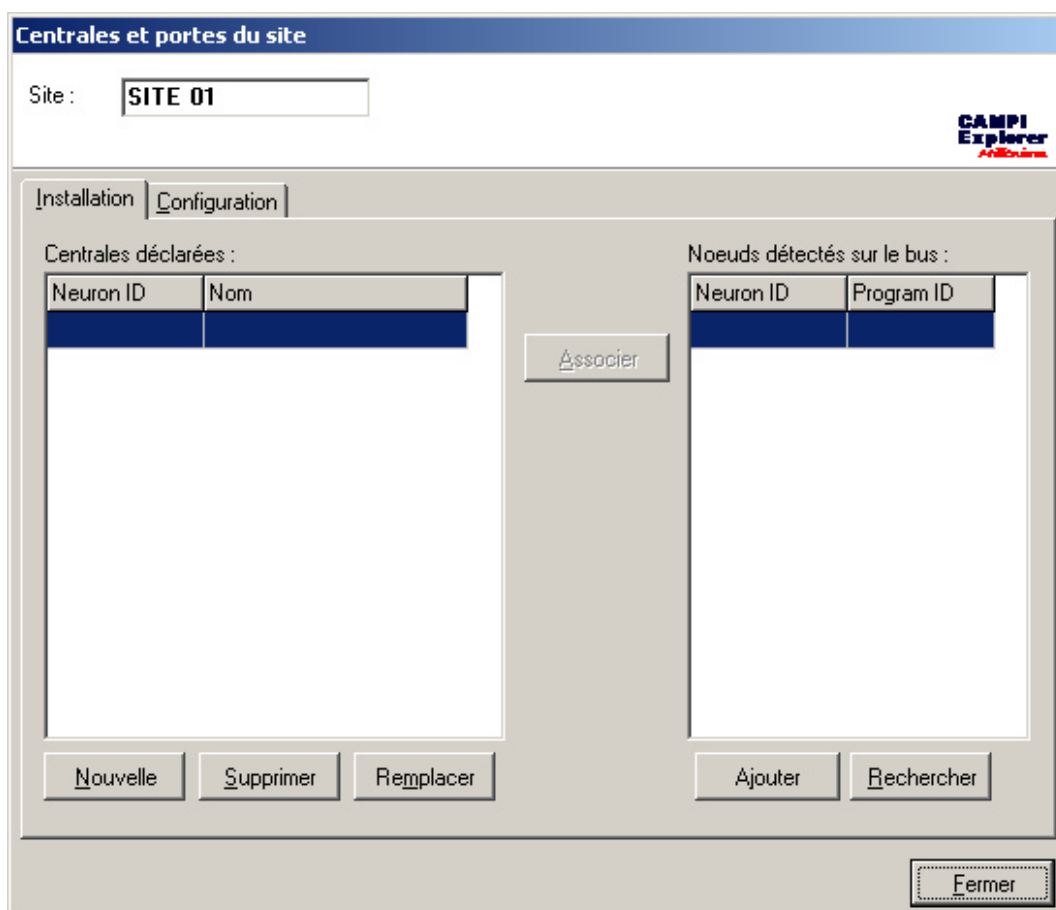 Centrales et portes du site
Site : SITE 01
CAMPI
Explorer
Installation Configuration
Centrales déclarées : Noeuds détectés sur le bus :
Neuron ID Nom Neuron ID Program ID
Associer
Nouvelle Supprimer Remplacer Ajouter Rechercher
Fermer